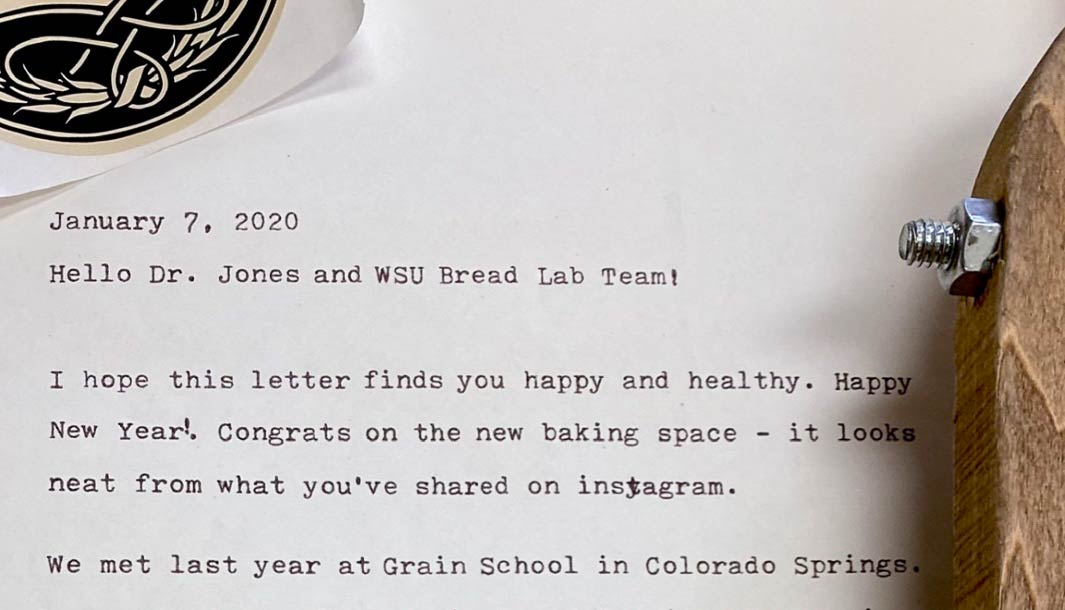 January 7, 2020
Hello Dr. Jones and WSU Bread Lab Team!
I hope this letter finds you happy and healthy. Happy
New Year!. Congrats on the new baking space - it looks
neat from what you've shared on instagram.
We met last year at Grain School in Colorado Springs.